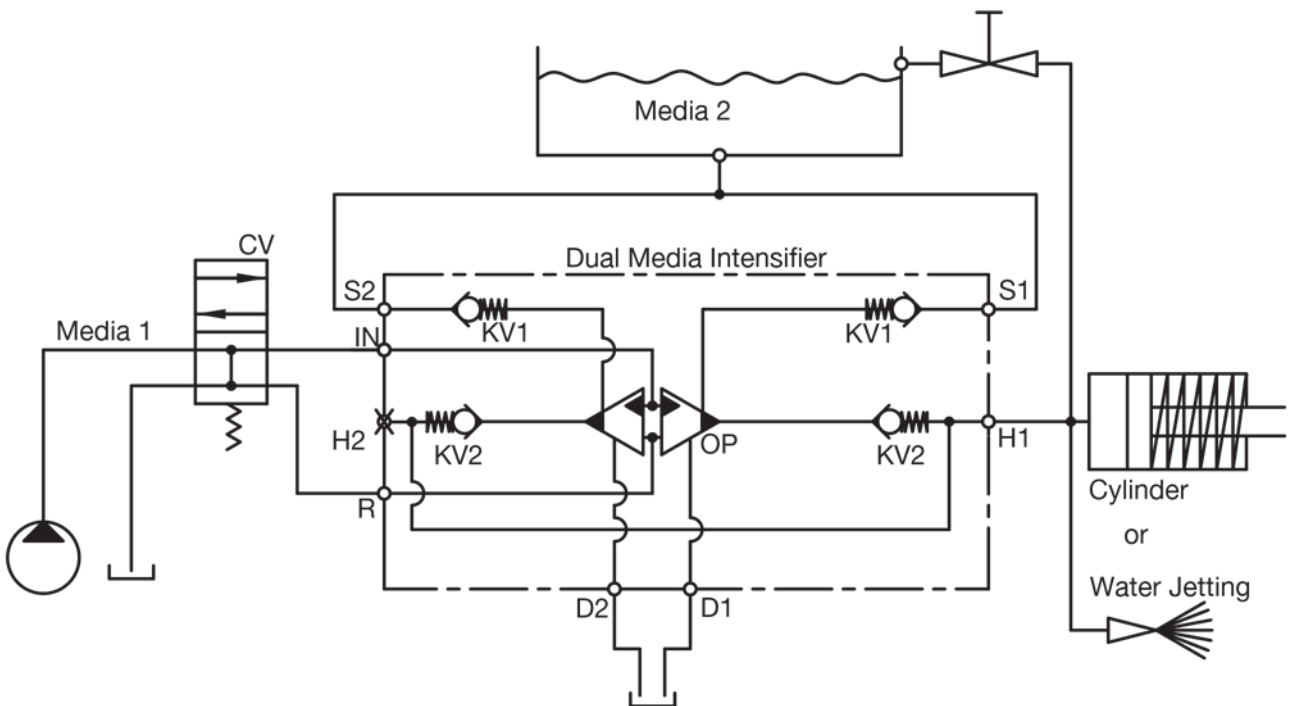 Media 2
CV
Dual Media Intensifier
S2
S1
KV1
KV1
Media 1
IN
H2
KV2
OP
KV2
H1
R
Cylinder
or
Water Jetting
D2
D1